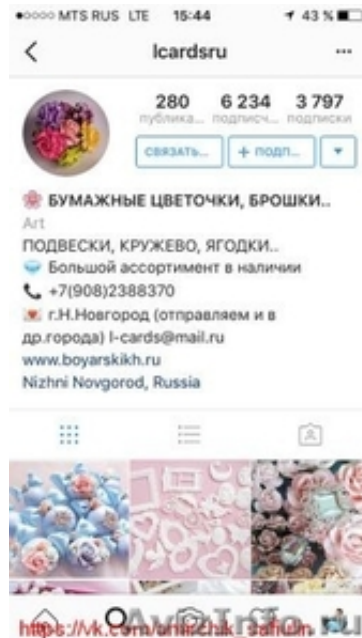 MTS RUS LTE 15:44 43 %
lcardsru
280 6 234 3 797
публика... подписч... подписки
СВЯЗАТЬ... + ПОДП...
БУМАЖНЫЕ ЦВЕТОЧКИ, БРОШКИ..
Art
ПОДВЕСКИ, КРУЖЕВО, ЯГОДКИ..
Большой ассортимент в наличии
+7(908)2388370
г.Н.Новгород (отправляем и в
др.города) l-cards@mail.ru
www.boyarskikh.ru
Nizhni Novgorod, Russia